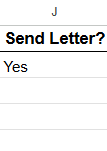 J
Send Letter?
Yes